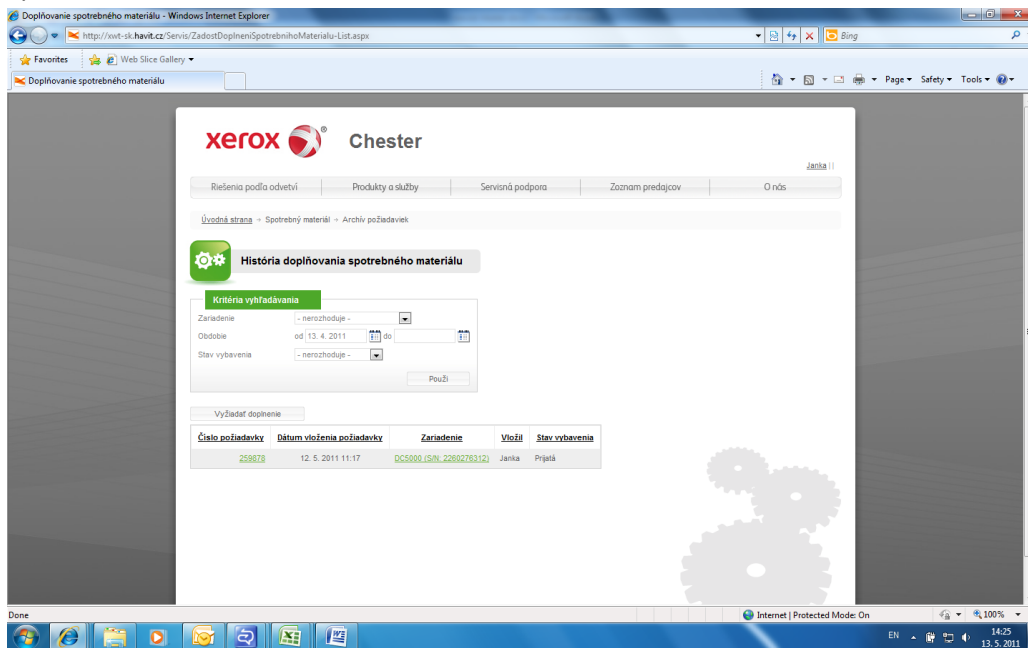 Doplňovanie spotrebného materiálu - Windows Internet Explorer
http://xwt-sk.havit.cz/Servis/ZadostDoplneniSpotrebnihoMaterialu-List.aspx
Bing
Favorites Web Slice Gallery
Doplňovanie spotrebného materiálu
Page Safety Tools
xerox ® Chester
Janka ||
Riešenia podľa odvetví Produkty a služby Servisná podpora Zoznam predajcov O nás
Úvodná strana Spotrebný materiál Archív požiadaviek
História doplňovania spotrebného materiálu
Kritéria vyhľadávania
Zariadenie - nerozhoduje -
Obdobie od 13. 4. 2011 do
Stav vybavenia - nerozhoduje -
Použi
Vyžiadať doplnenie
Číslo požiadavky Dátum vloženia požiadavky Zariadenie Vložil Stav vybavenia
259878 12. 5. 2011 11:17 DC5000 (S/N: 2260276312) Janka Prijatá
Done Internet | Protected Mode: On 100%
EN 14:25
13. 5. 2011